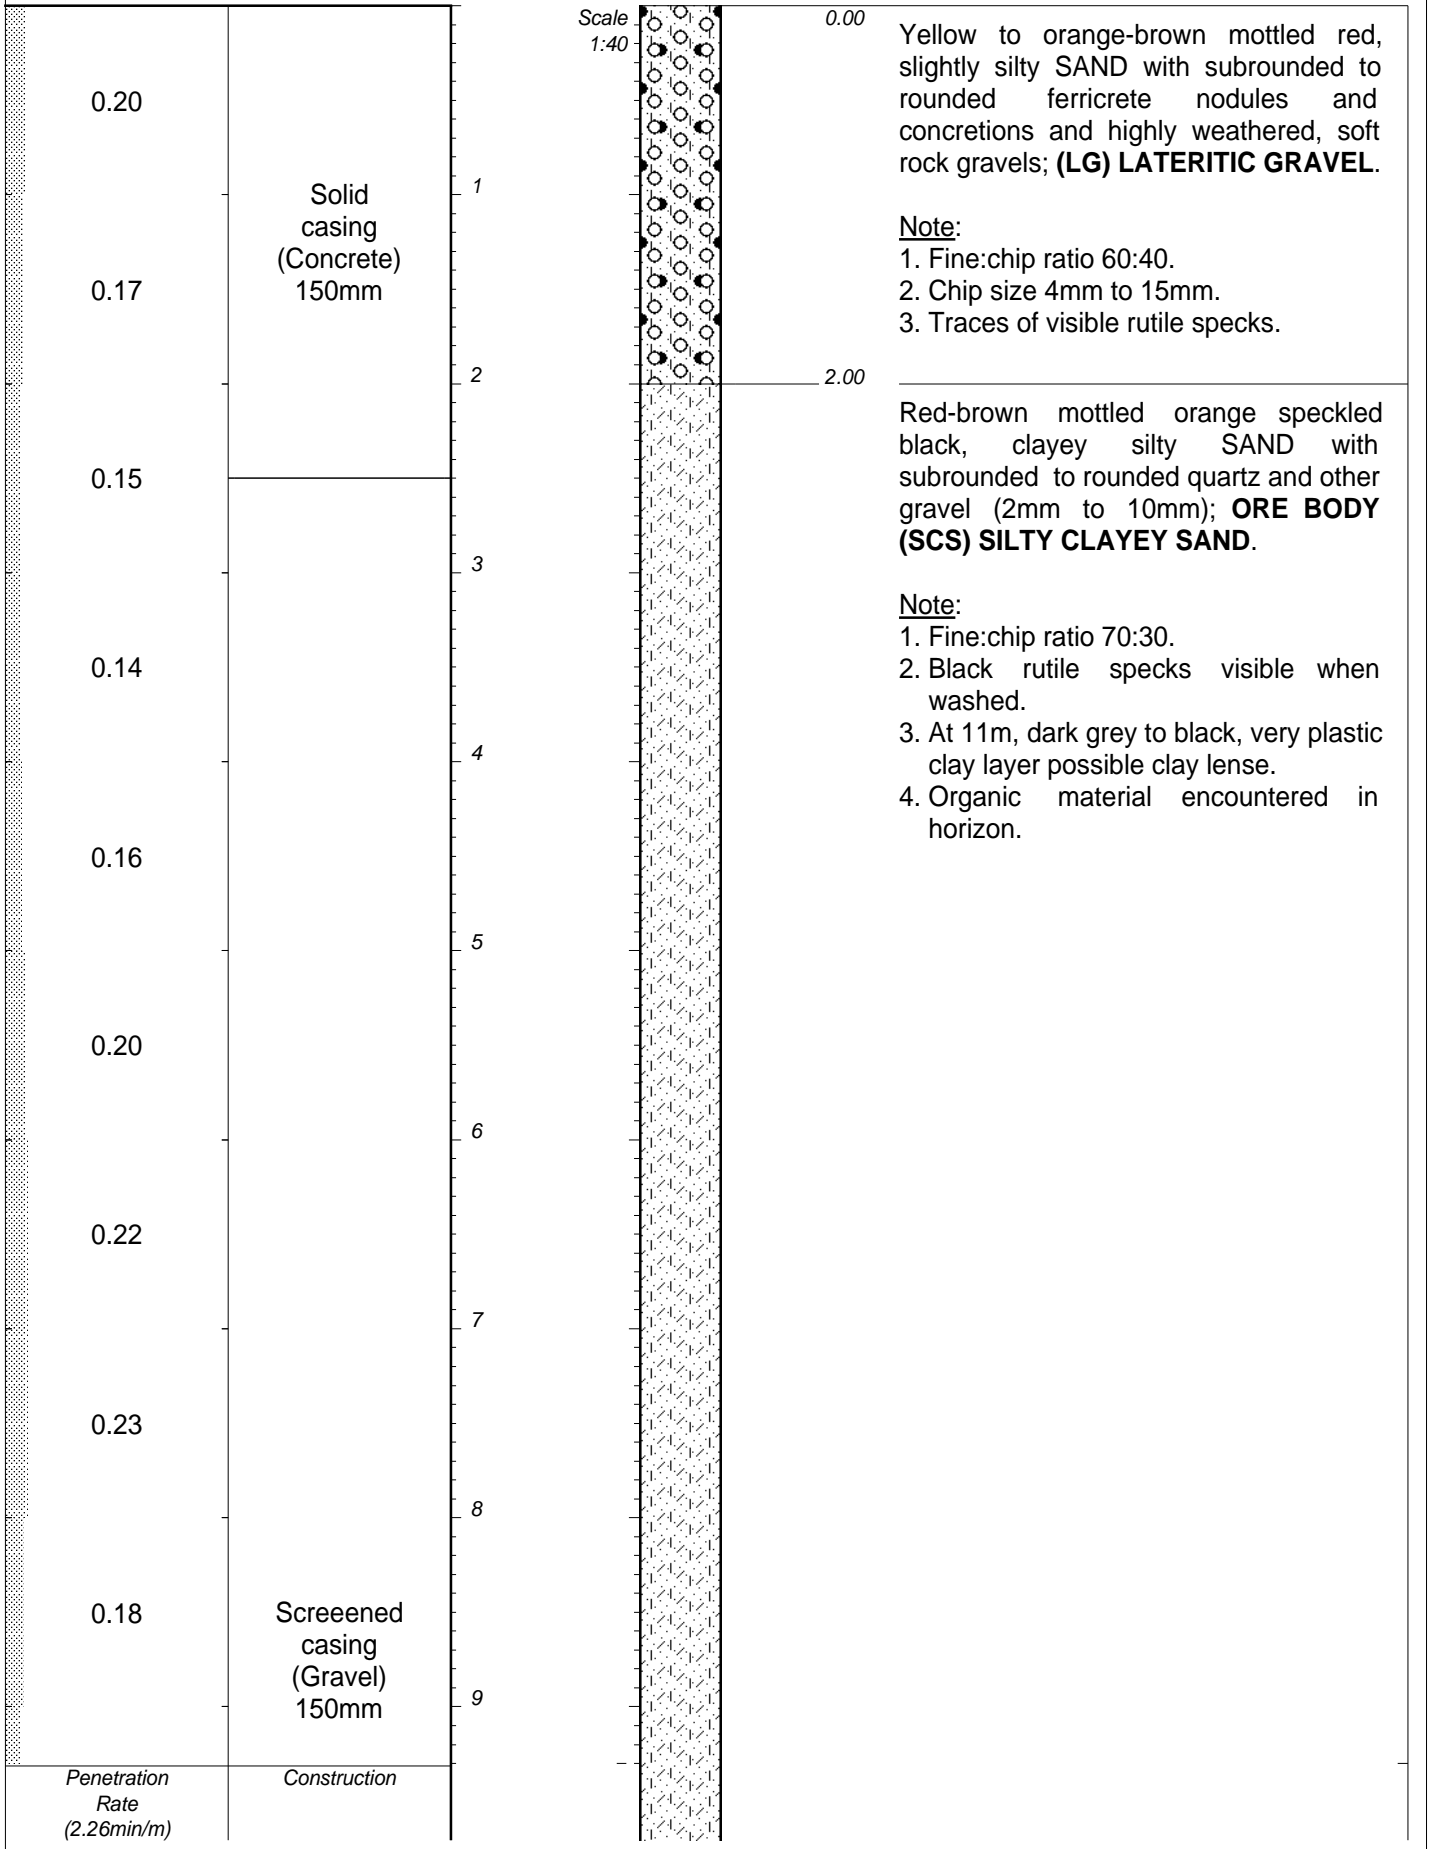 Scale
1:40
0.00
0.20
0.17
0.15
0.14
0.16
0.20
0.22
0.23
0.18
Penetration
Rate
(2.26min/m)
Solid
casing
(Concrete)
150mm
Screeened
casing
(Gravel)
150mm
Construction
1
2
3
4
5
6
7
8
9
2.00
Yellow to orange-brown mottled red,
slightly silty SAND with subrounded to
rounded ferricrete nodules and
concretions and highly weathered, soft
rock gravels; (LG) LATERITIC GRAVEL.
Note:
1. Fine:chip ratio 60:40.
2. Chip size 4mm to 15mm.
3. Traces of visible rutile specks.
Red-brown mottled orange speckled
black, clayey silty SAND with
subrounded to rounded quartz and other
gravel (2mm to 10mm); ORE BODY
(SCS) SILTY CLAYEY SAND.
Note:
1. Fine:chip ratio 70:30.
2. Black rutile specks visible when
washed.
3. At 11m, dark grey to black, very plastic
clay layer possible clay lense.
4. Organic material encountered in
horizon.